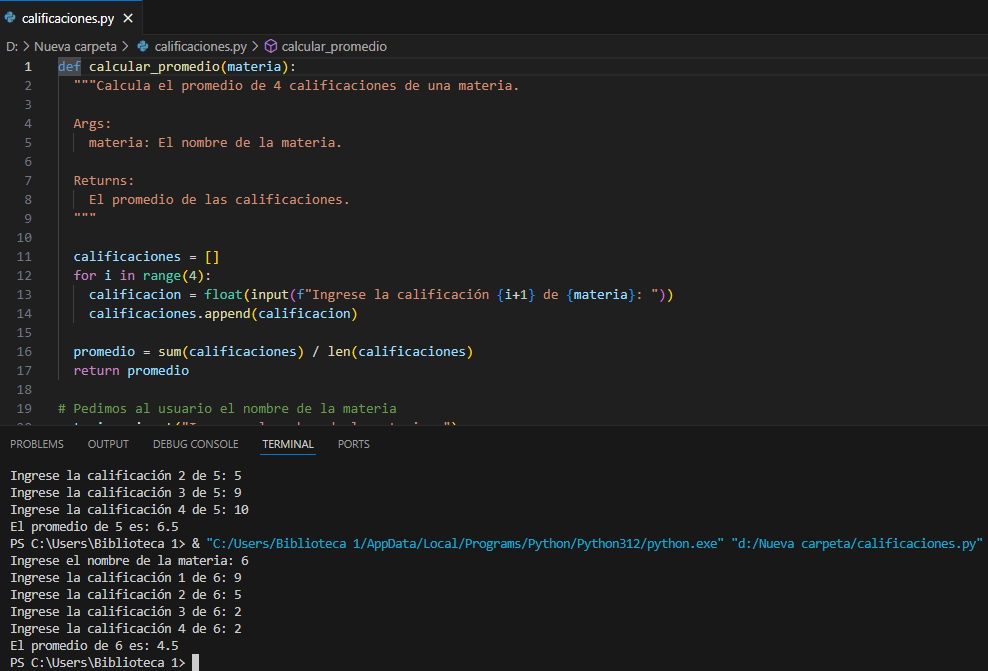 calificaciones.py
D: > Nueva carpeta > calificaciones.py > calcular_promedio
1 def calcular_promedio(materia):
2 """Calcula el promedio de 4 calificaciones de una materia.
3
4 Args:
5 materia: El nombre de la materia.
6
7 Returns:
8 El promedio de las calificaciones.
9 """
10
11 calificaciones = []
12 for i in range(4):
13 calificacion = float(input(f"Ingrese la calificación {i+1} de {materia}: "))
14 calificaciones.append(calificacion)
15
16 promedio = sum(calificaciones) / len(calificaciones)
17 return promedio
18
19 # Pedimos al usuario el nombre de la materia
PROBLEMS OUTPUT DEBUG CONSOLE TERMINAL PORTS
Ingrese la calificación 2 de 5: 5
Ingrese la calificación 3 de 5: 9
Ingrese la calificación 4 de 5: 10
El promedio de 5 es: 6.5
PS C:\Users\Biblioteca 1> & "C:/Users/Biblioteca 1/AppData/Local/Programs/Python/Python312/python.exe" "d:/Nueva carpeta/calificaciones.py"
Ingrese el nombre de la materia: 6
Ingrese la calificación 1 de 6: 9
Ingrese la calificación 2 de 6: 5
Ingrese la calificación 3 de 6: 2
Ingrese la calificación 4 de 6: 2
El promedio de 6 es: 4.5
PS C:\Users\Biblioteca 1>